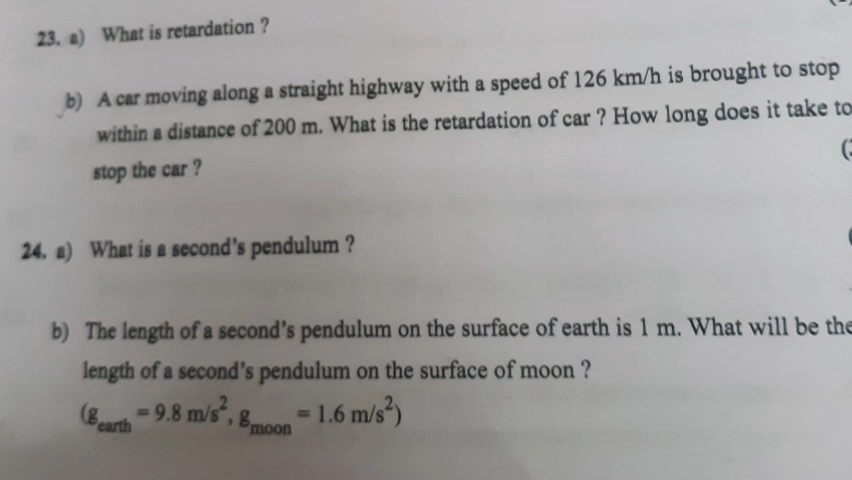 23. a) What is retardation ?
b) A car moving along a straight highway with a speed of 126 km/h is brought to stop
within a distance of 200 m. What is the retardation of car ? How long does it take to
stop the car ?
24. a) What is a second's pendulum ?
b) The length of a second's pendulum on the surface of earth is 1 m. What will be the
length of a second's pendulum on the surface of moon ?
(g_earth = 9.8 m/s², g_moon = 1.6 m/s²)